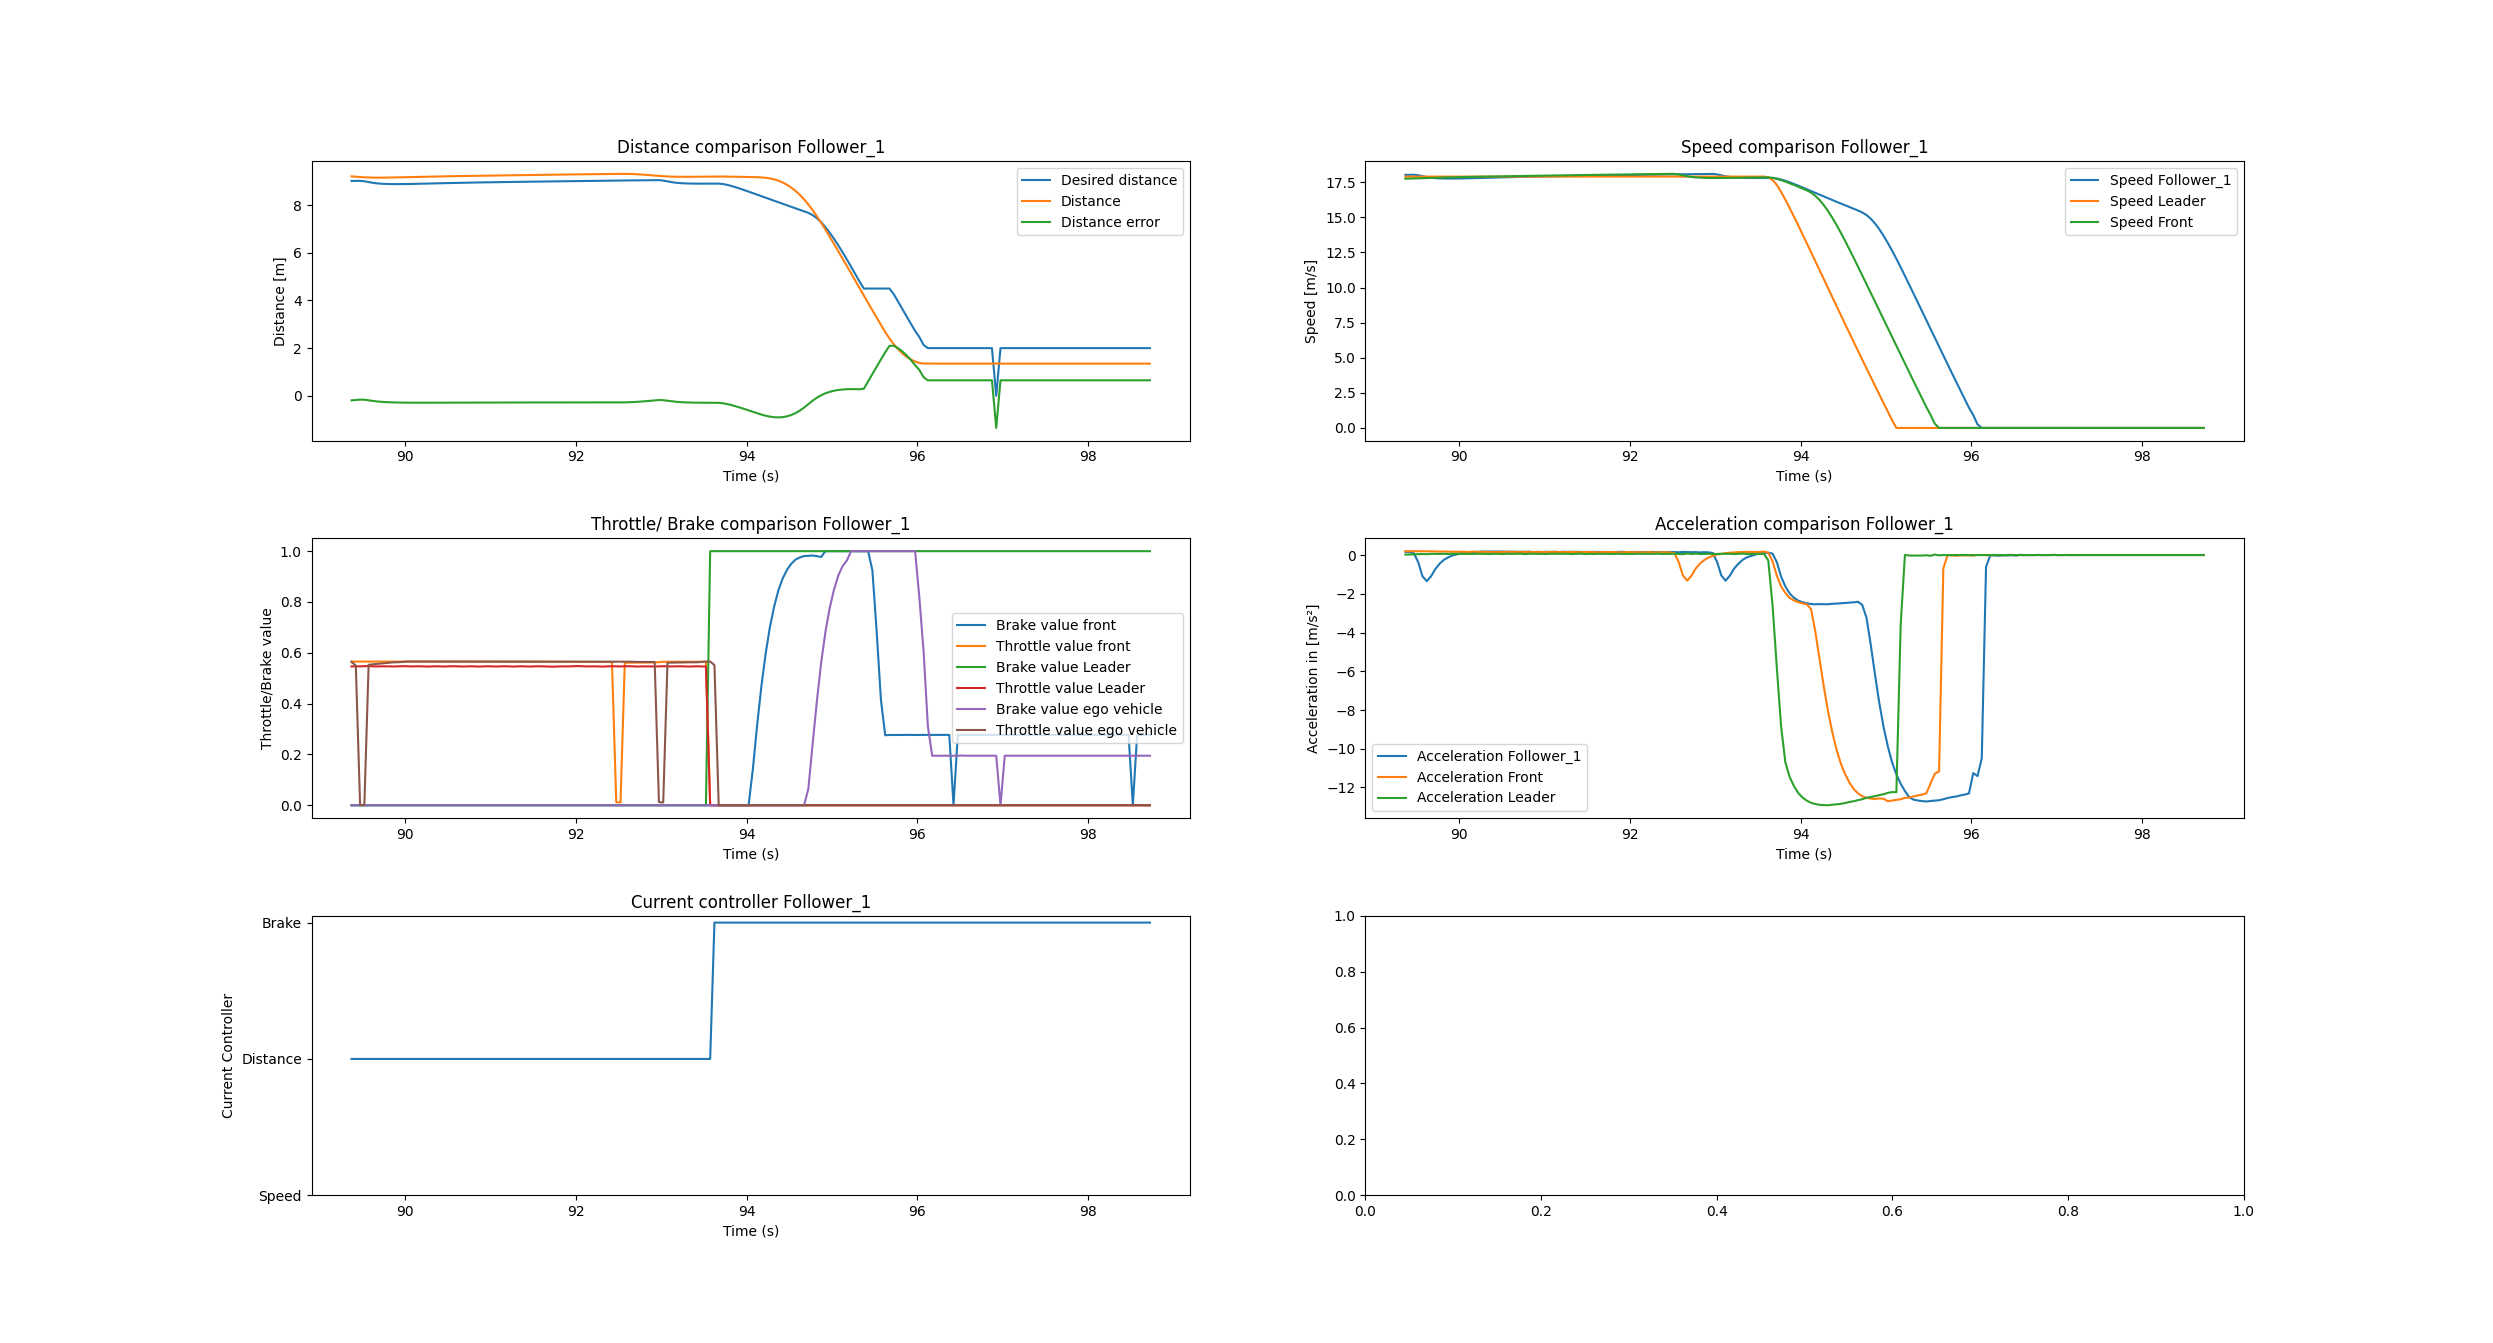 Distance comparison Follower_1
Distance [m]
8
6
4
2
0
Desired distance
Distance
Distance error
90 92 94 96 98
Time (s)
Speed comparison Follower_1
Speed [m/s]
17.5
15.0
12.5
10.0
7.5
5.0
2.5
0.0
Speed Follower_1
Speed Leader
Speed Front
90 92 94 96 98
Time (s)
Throttle/ Brake comparison Follower_1
Throttle/Brake value
1.0
0.8
0.6
0.4
0.2
0.0
Brake value front
Throttle value front
Brake value Leader
Throttle value Leader
Brake value ego vehicle
Throttle value ego vehicle
90 92 94 96 98
Time (s)
Acceleration comparison Follower_1
Acceleration in [m/s²]
0
−2
−4
−6
−8
−10
−12
Acceleration Follower_1
Acceleration Front
Acceleration Leader
90 92 94 96 98
Time (s)
Current controller Follower_1
Current Controller
Brake
Distance
Speed
90 92 94 96 98
Time (s)
1.0
0.8
0.6
0.4
0.2
0.0
0.0 0.2 0.4 0.6 0.8 1.0